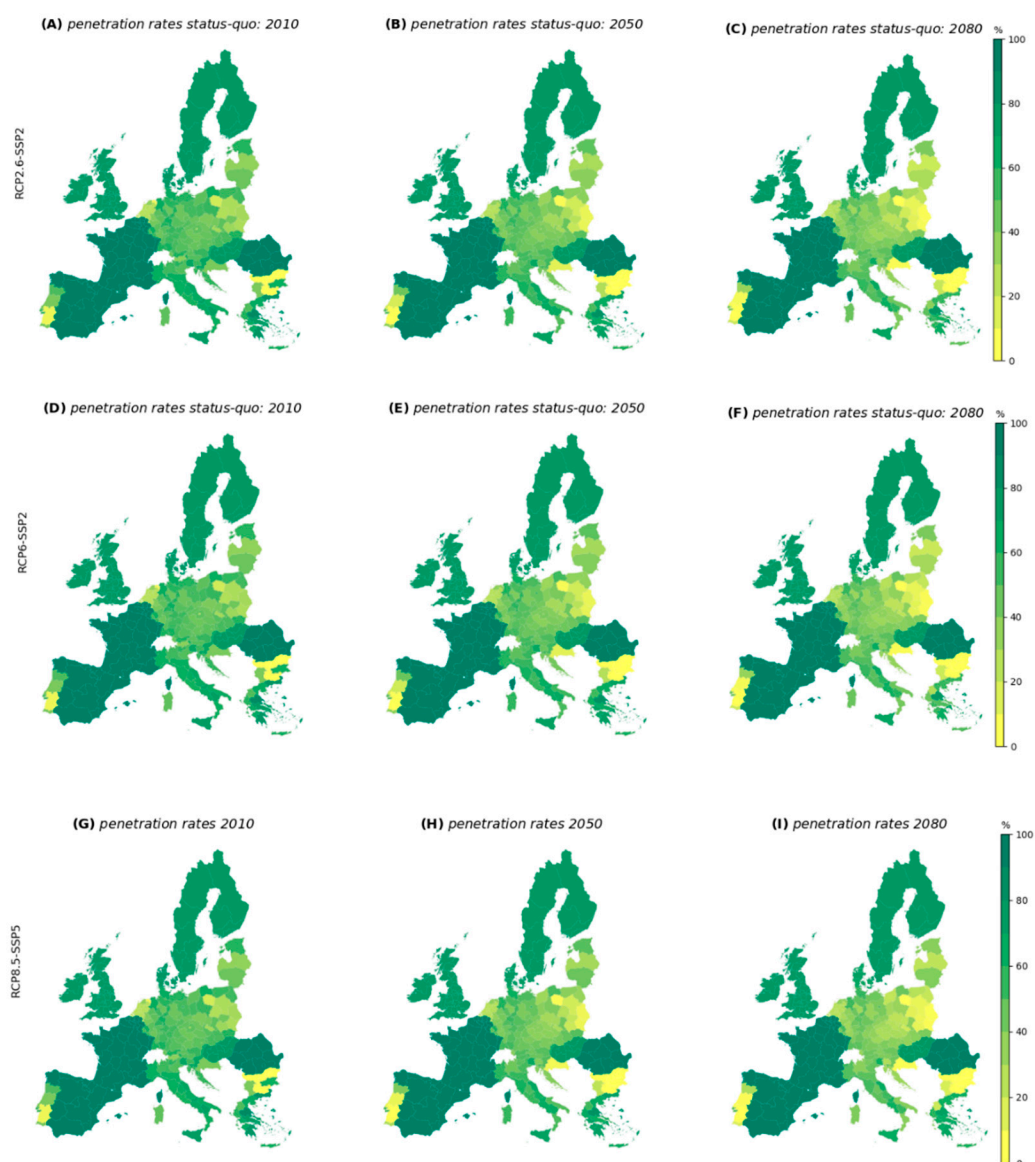 (A) penetration rates status-quo: 2010
(B) penetration rates status-quo: 2050
(C) penetration rates status-quo: 2080
%
100
80
60
40
20
0
RCP2.6-SSP2
(D) penetration rates status-quo: 2010
(E) penetration rates status-quo: 2050
(F) penetration rates status-quo: 2080
%
100
80
60
40
20
0
RCP6-SSP2
(G) penetration rates 2010
(H) penetration rates 2050
(I) penetration rates 2080
%
100
80
60
40
20
0
RCP8.5-SSP5